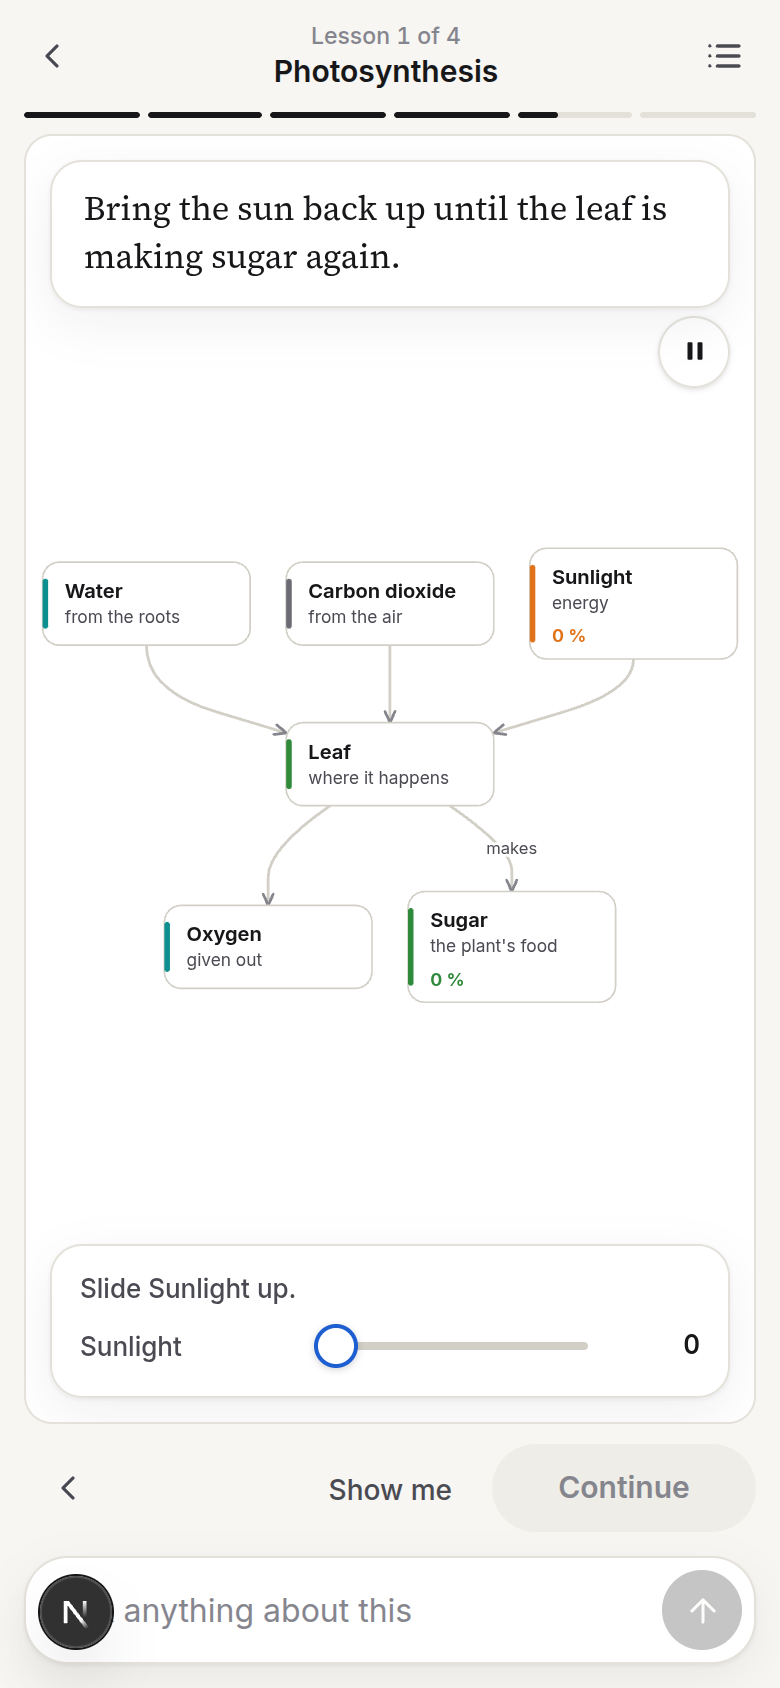 Lesson 1 of 4
Photosynthesis
Bring the sun back up until the leaf is
making sugar again.
Water
from the roots
Carbon dioxide
from the air
Sunlight
energy
0 %
Leaf
where it happens
makes
Oxygen
given out
Sugar
the plant's food
0 %
Slide Sunlight up.
Sunlight
0
Show me
Continue
N
anything about this